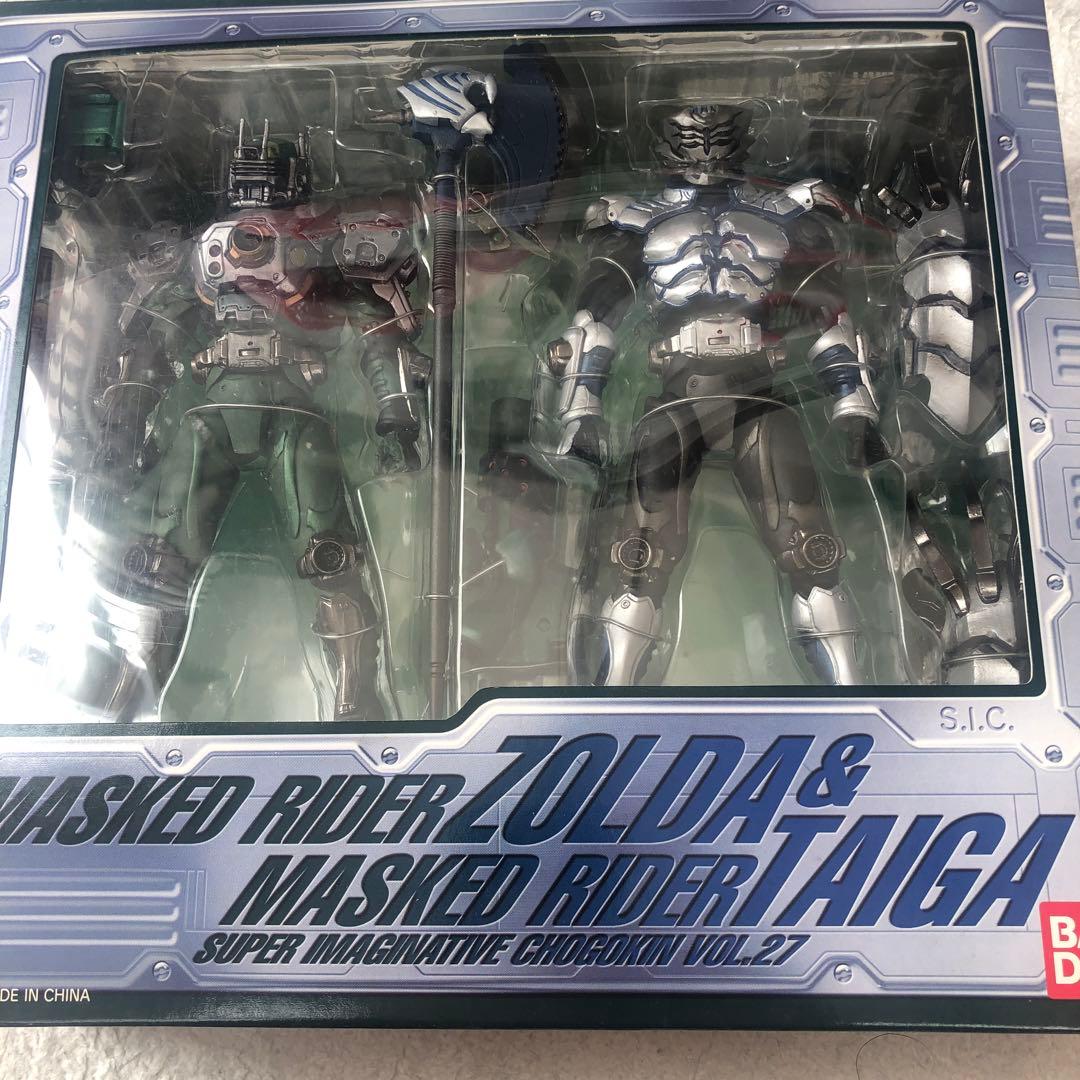 S.I.C.
MASKED RIDER ZOLDA &
MASKED RIDER TAIGA
SUPER IMAGINATIVE CHOGOKIN VOL.27
BA
D
DE IN CHINA